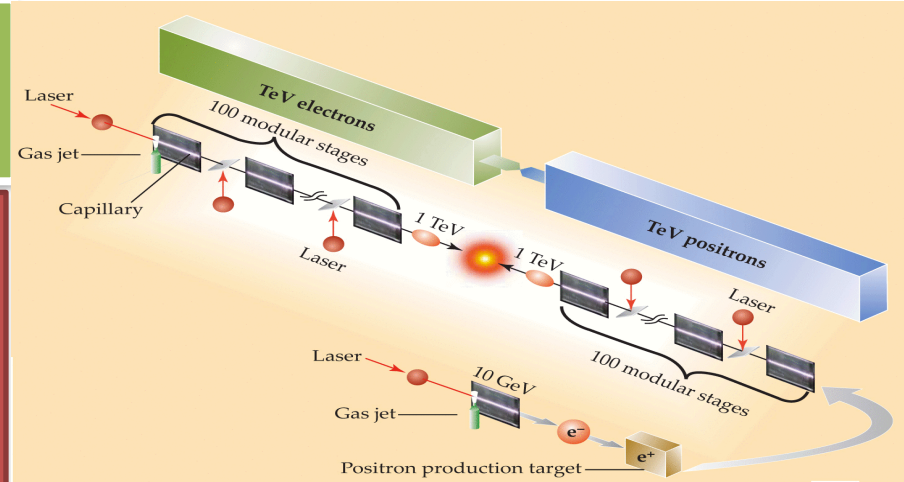 TeV electrons
Laser
100 modular stages
Gas jet
Capillary
Laser
1 TeV
1 TeV
TeV positrons
Laser
100 modular stages
Laser
10 GeV
Gas jet
e⁻
e⁺
Positron production target